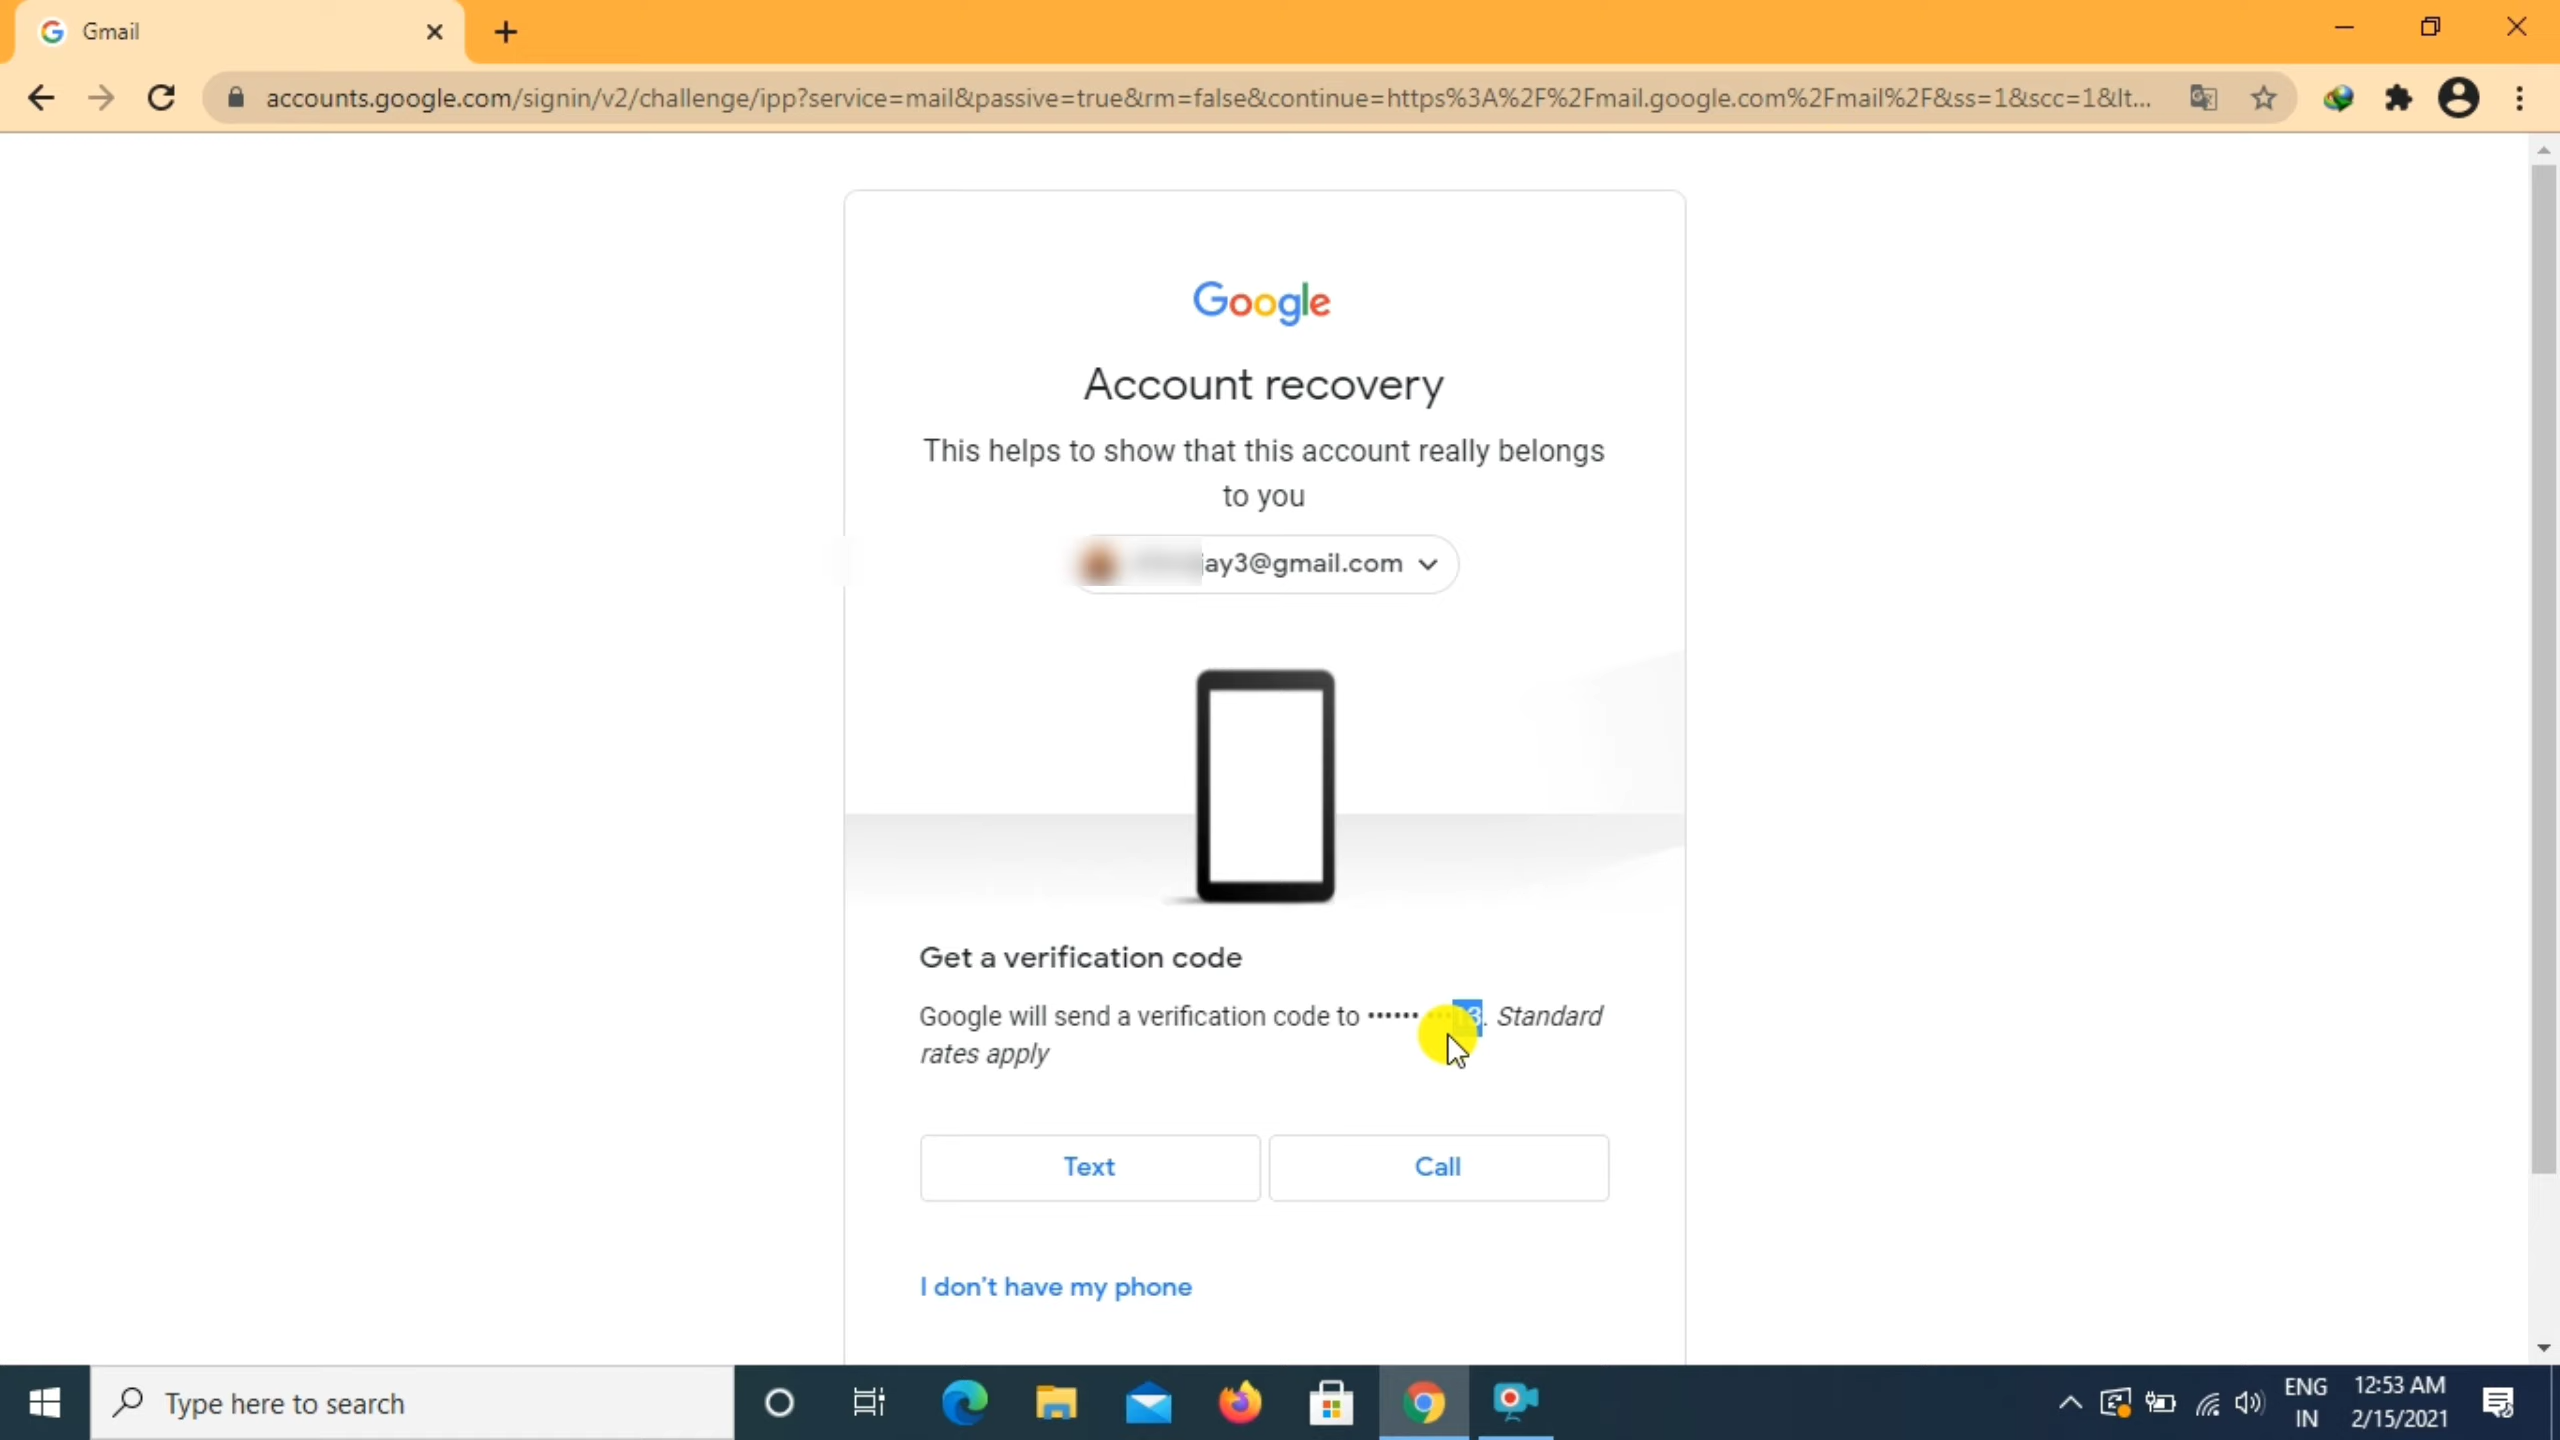 Gmail
accounts.google.com/signin/v2/challenge/ipp?service=mail&passive=true&rm=false&continue=https%3A%2F%2Fmail.google.com%2Fmail%2F&ss=1&scc=1&lt...
Google
Account recovery
This helps to show that this account really belongs
to you
jay3@gmail.com
Get a verification code
Google will send a verification code to •••••• •••13. Standard
rates apply
Text
Call
I don't have my phone
Type here to search
ENG
IN
12:53 AM
2/15/2021